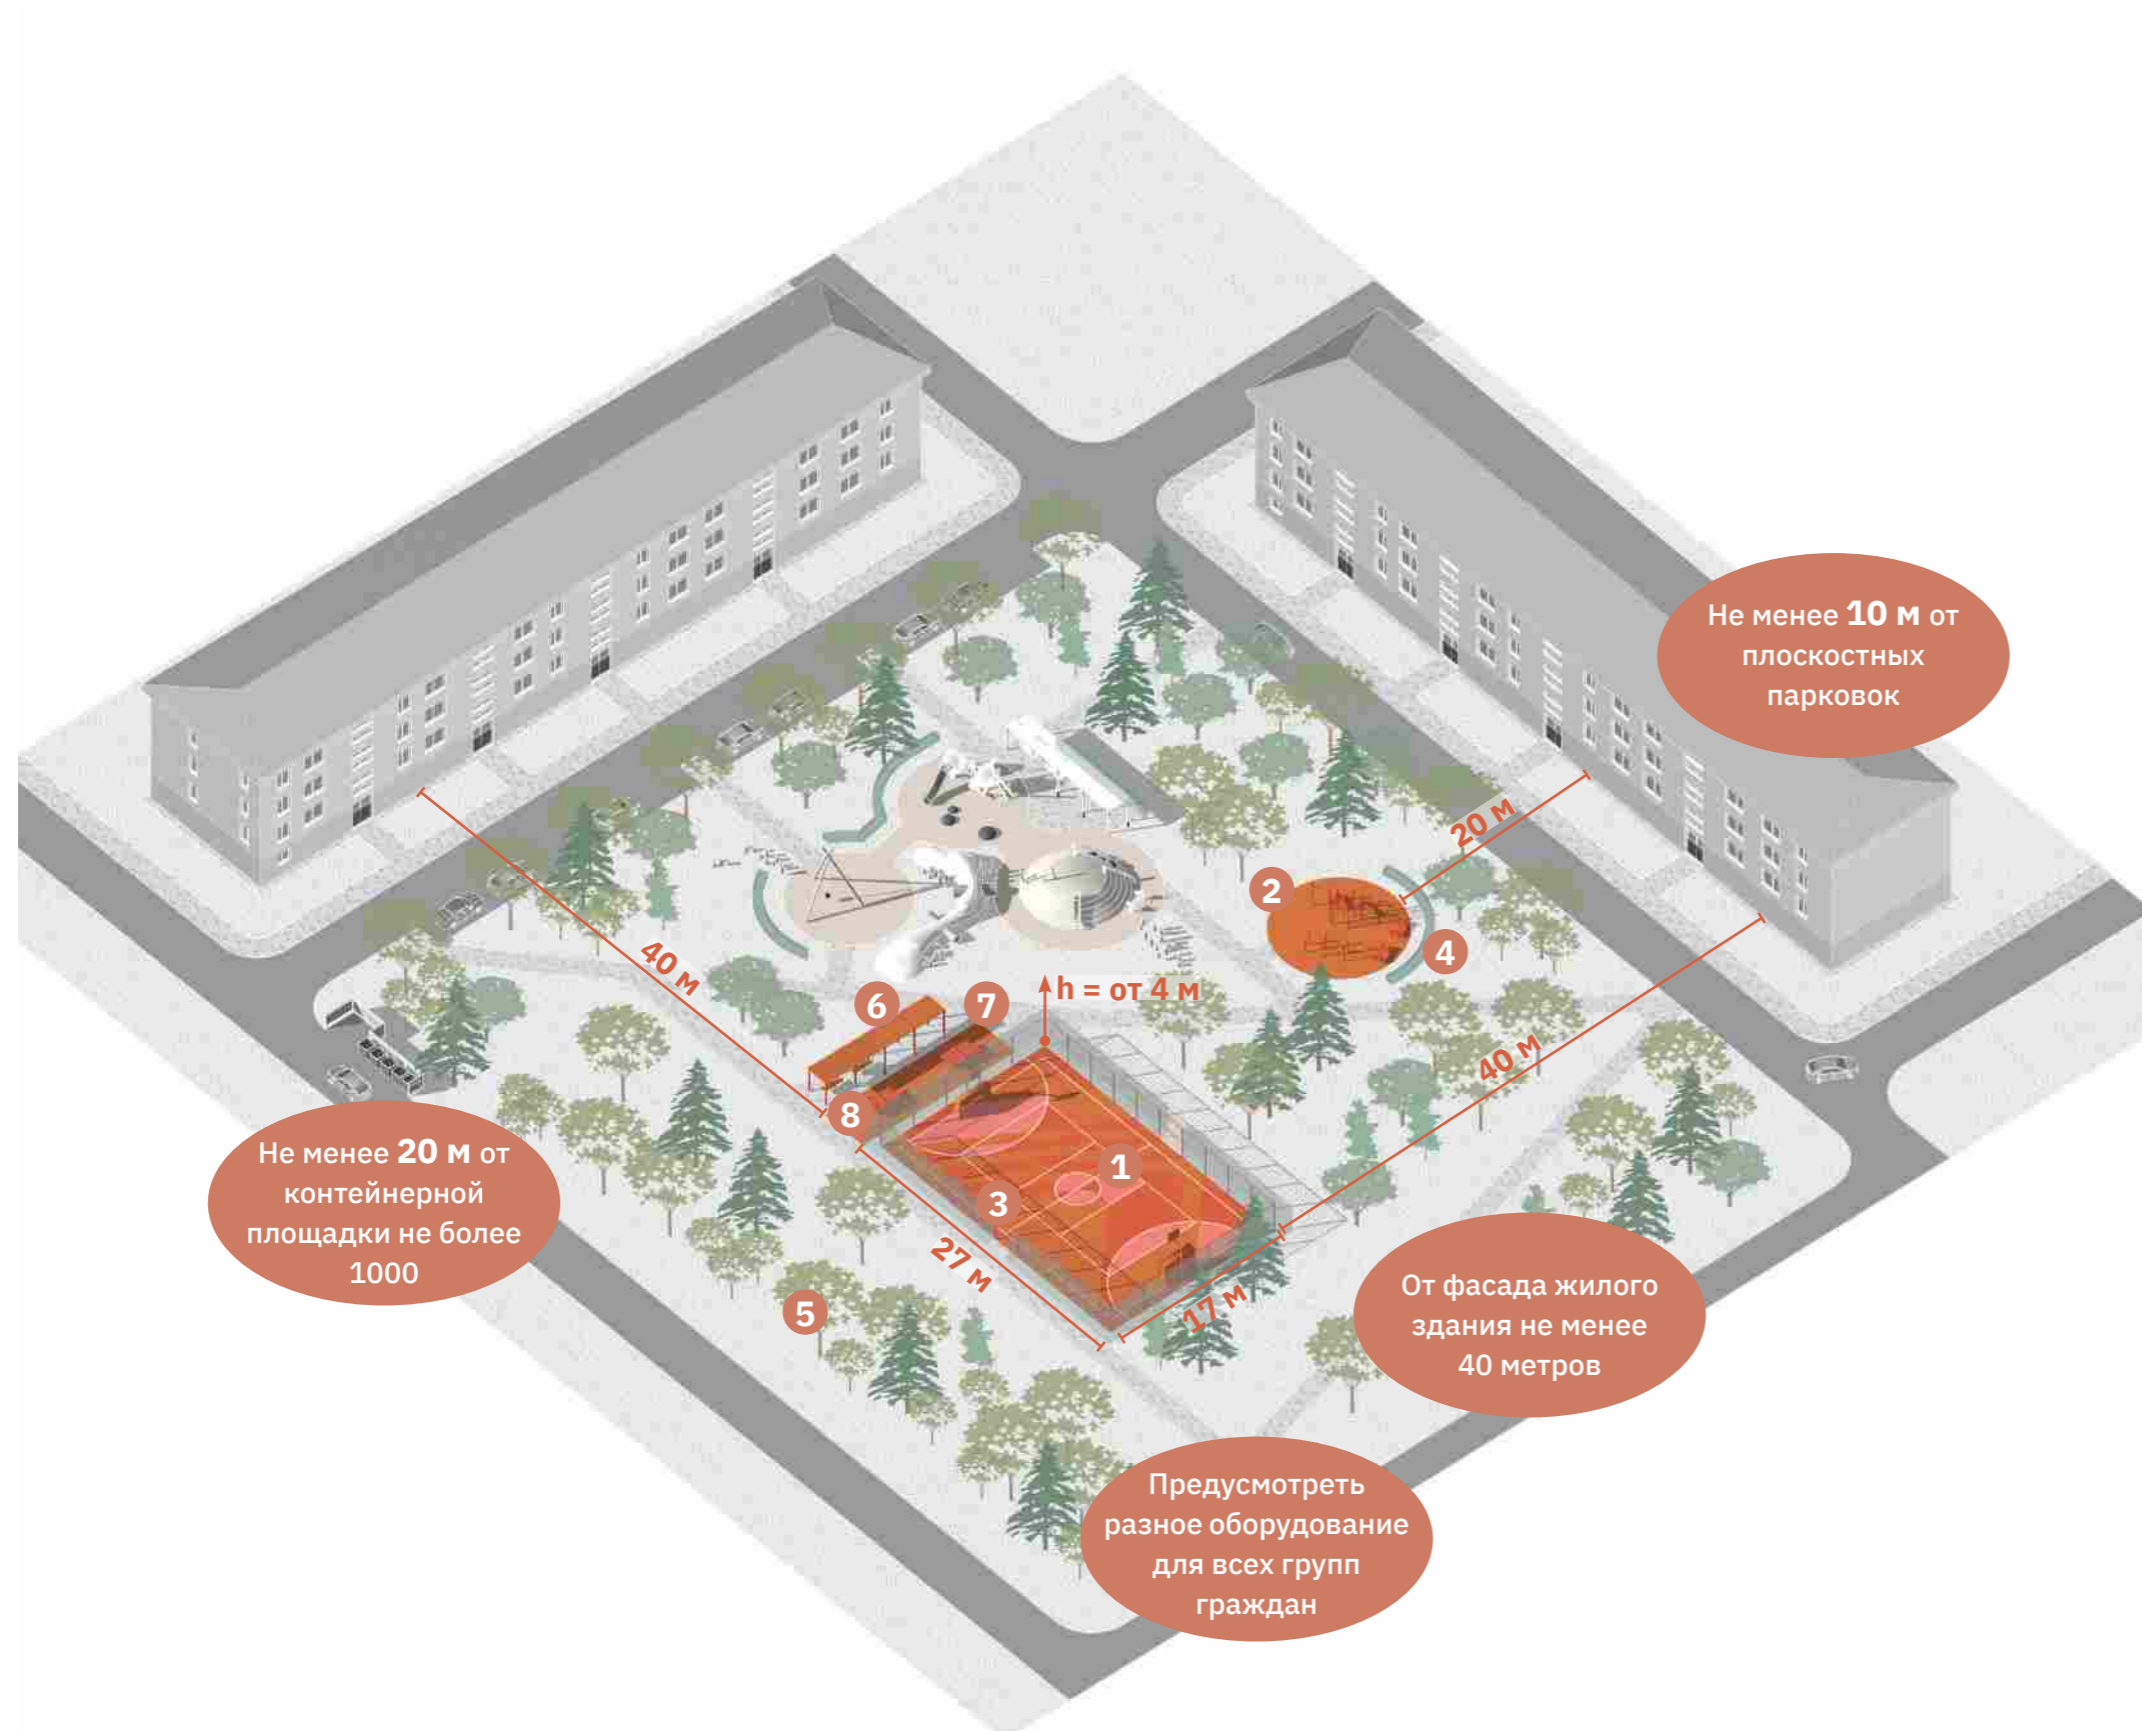 Не менее 10 м от
плоскостных
парковок
20 м
2
4
40 м
6
7
h = от 4 м
40 м
8
1
3
27 м
17 м
5
Не менее 20 м от
контейнерной
площадки не более
1000
От фасада жилого
здания не менее
40 метров
Предусмотреть
разное оборудование
для всех групп
граждан